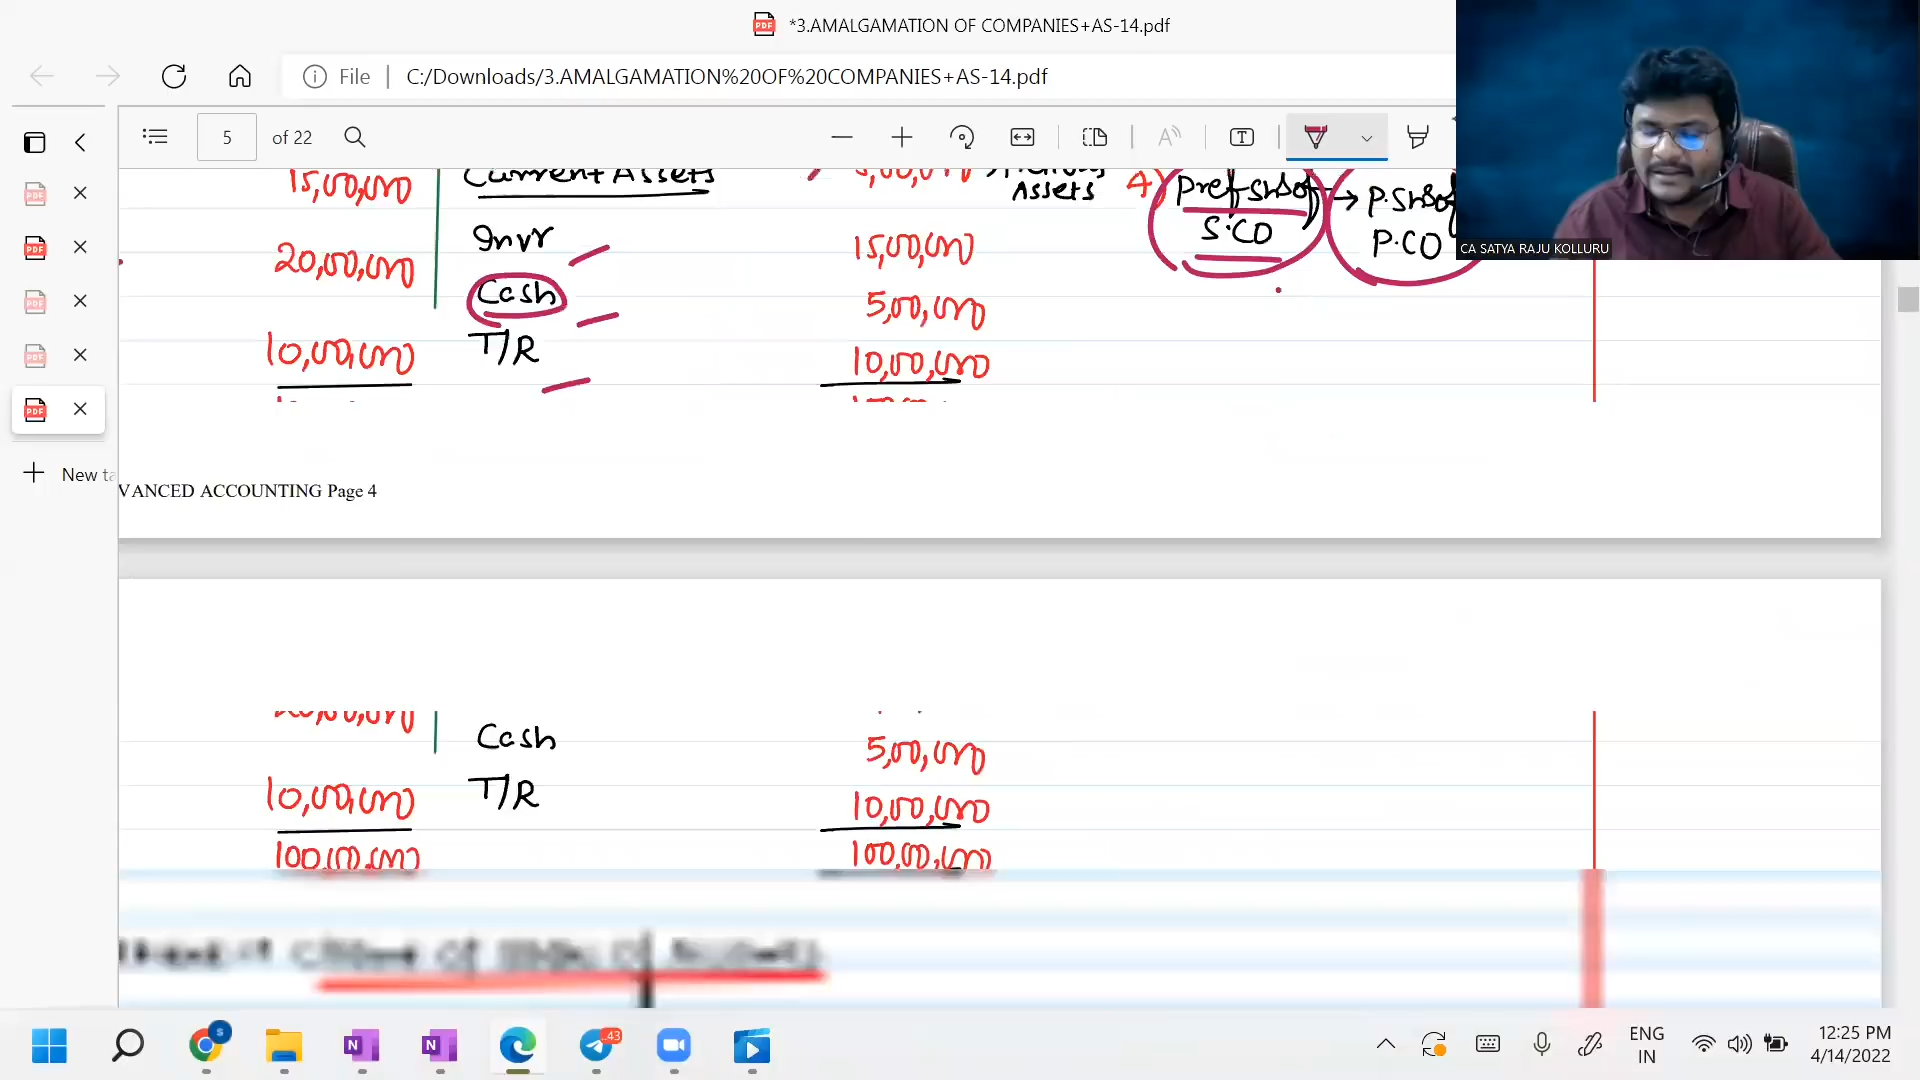 *3.AMALGAMATION OF COMPANIES+AS-14.pdf
File
C:/Downloads/3.AMALGAMATION%20OF%20COMPANIES+AS-14.pdf
5 of 22
15,00,000 Current Assets Assets 4) Pref shs of → P.Shs of
S.CO P.CO
CA SATYA RAJU KOLLURU
Invr 15,00,000
20,00,000 Cash 5,00,000
10,00,000 T/R 10,00,000
New ta
VANCED ACCOUNTING Page 4
Cash 5,00,000
10,00,000 T/R 10,00,000
100,00,000 100,00,000
43
ENG
IN
12:25 PM
4/14/2022